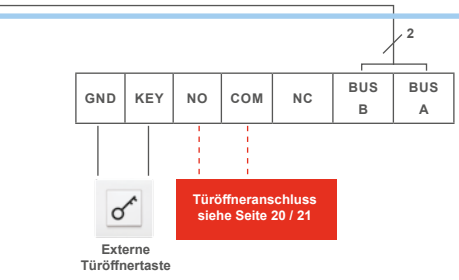 2
GND KEY NO COM NC BUS B BUS A
Türöffneranschluss
siehe Seite 20 / 21
Externe
Türöffnertaste